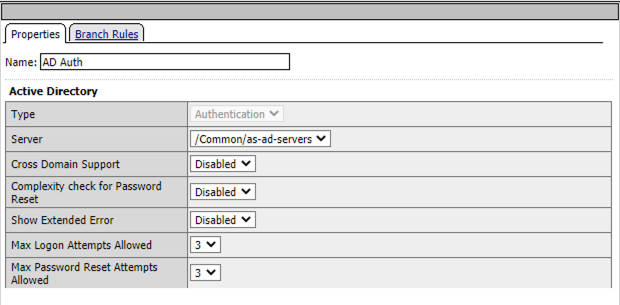 Properties Branch Rules
Name: AD Auth
Active Directory
Type Authentication
Server /Common/as-ad-servers
Cross Domain Support Disabled
Complexity check for Password
Reset Disabled
Show Extended Error Disabled
Max Logon Attempts Allowed 3
Max Password Reset Attempts
Allowed 3